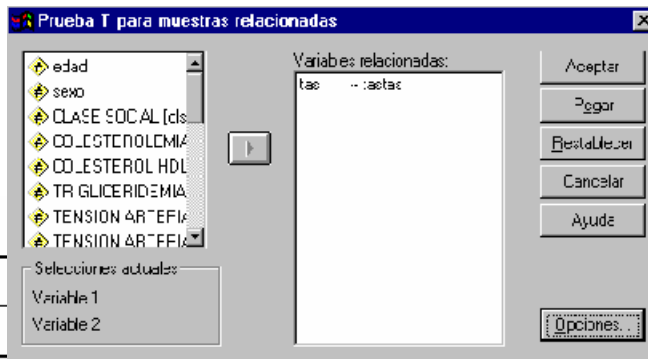 Prueba T para muestras relacionadas
edad
sexo
CLASE SOCIAL [cls
COLESTEROLEMIA
COLESTEROL HDL
TRIGLICERIDEMIA
TENSION ARTERIA
TENSION ARTERIA
Variables relacionadas:
tas --
Aceptar
Pegar
Restablecer
Cancelar
Ayuda
Selecciones actuales
Variable 1
Variable 2
Opciones...